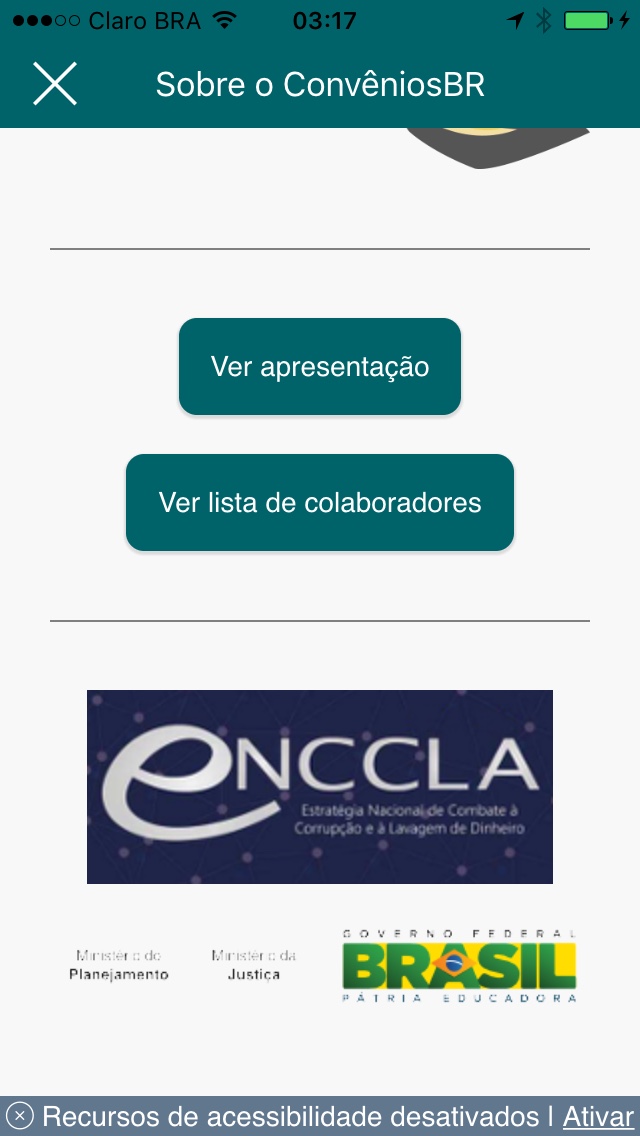 Claro BRA 03:17
Sobre o ConvêniosBR
Ver apresentação
Ver lista de colaboradores
eNCCLA
Estratégia Nacional de Combate à
Corrupção e à Lavagem de Dinheiro
Ministério do
Planejamento
Ministério da
Justiça
GOVERNO FEDERAL
BRASIL
PÁTRIA EDUCADORA
Recursos de acessibilidade desativados | Ativar